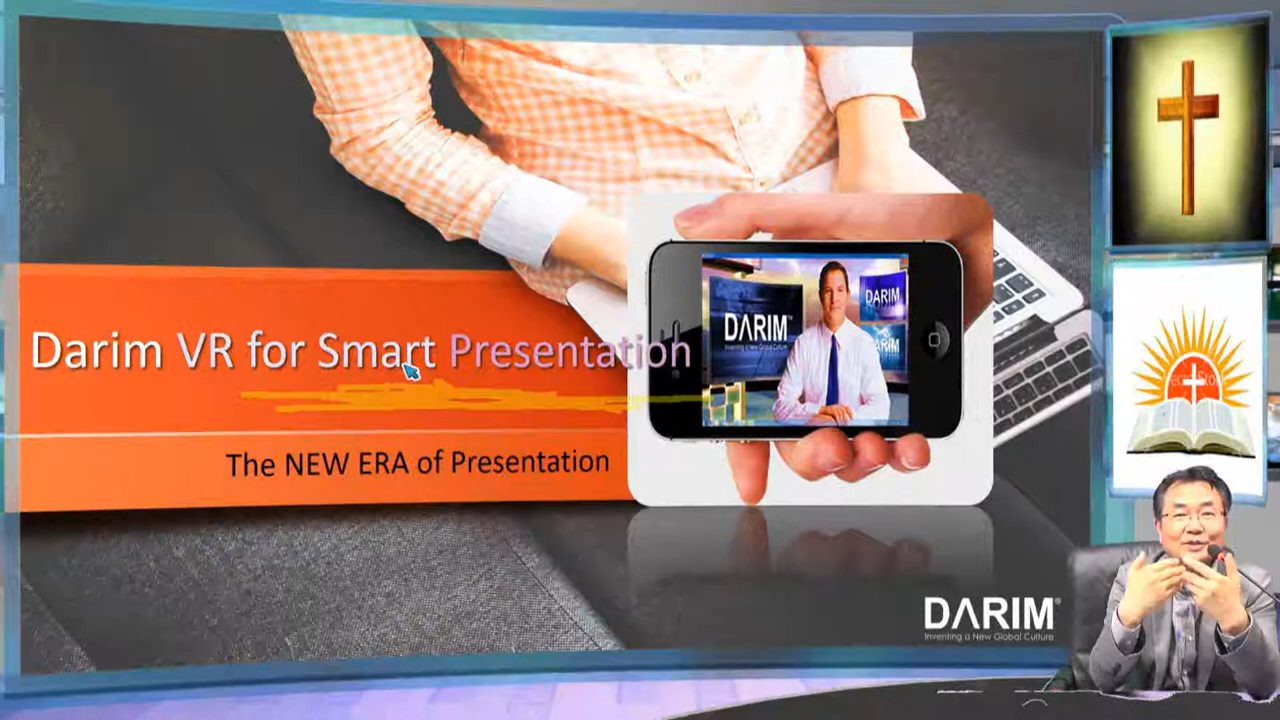 Darim VR for Smart Presentation
The NEW ERA of Presentation
DARIM
DARIM
DARIM
DARIM®
Inventing a New Global Culture